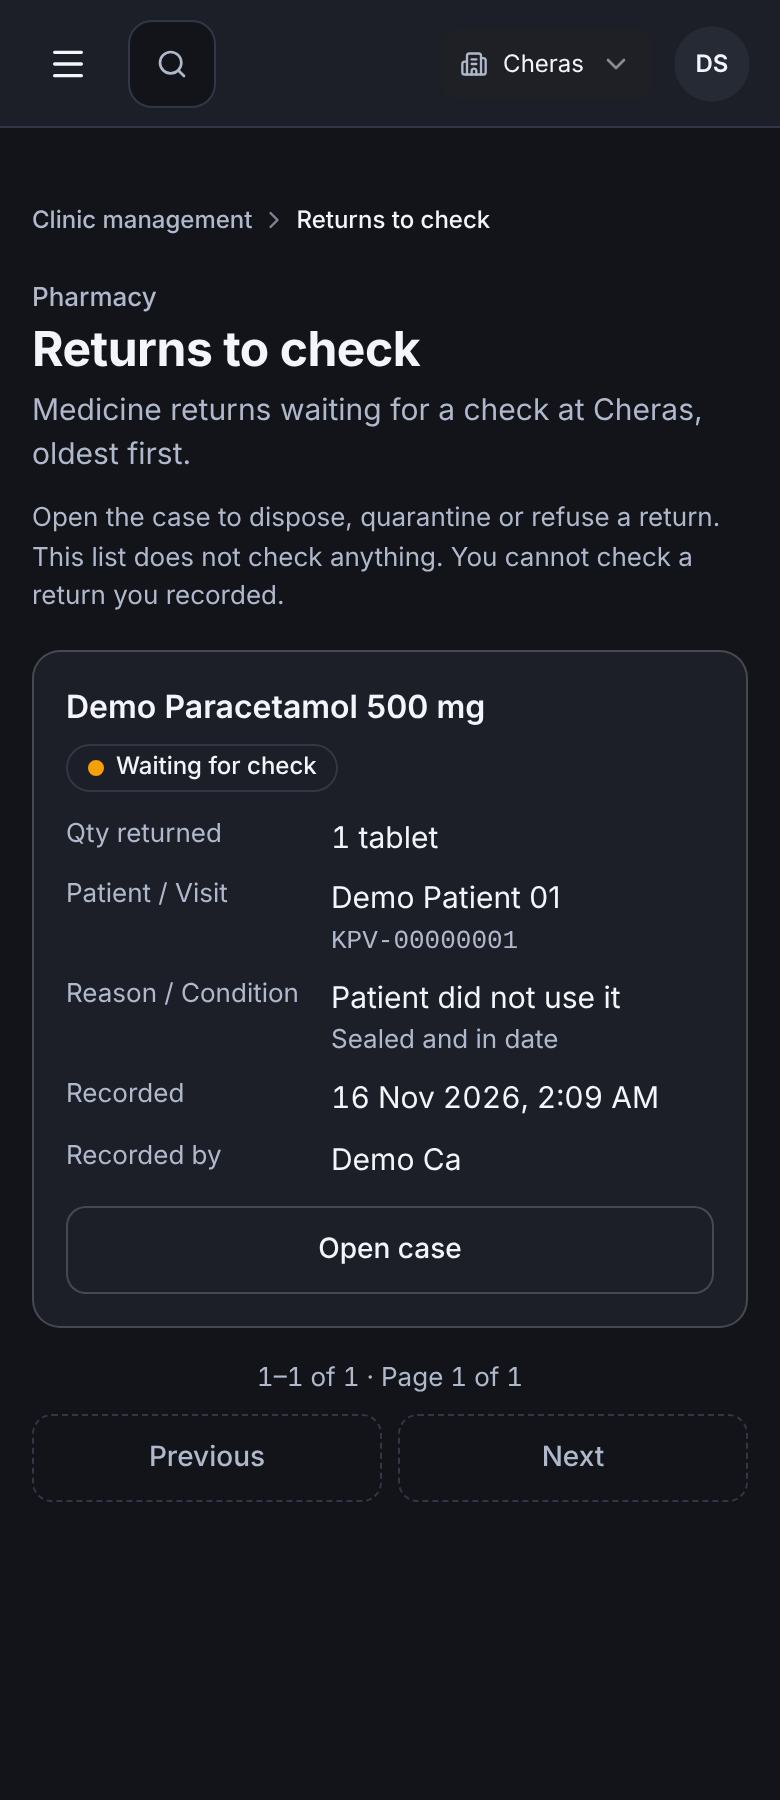 Cheras
DS
Clinic management > Returns to check
Pharmacy
Returns to check
Medicine returns waiting for a check at Cheras,
oldest first.
Open the case to dispose, quarantine or refuse a return.
This list does not check anything. You cannot check a
return you recorded.
Demo Paracetamol 500 mg
Waiting for check
Qty returned 1 tablet
Patient / Visit Demo Patient 01
KPV-00000001
Reason / Condition Patient did not use it
Sealed and in date
Recorded 16 Nov 2026, 2:09 AM
Recorded by Demo Ca
Open case
1–1 of 1 · Page 1 of 1
Previous Next